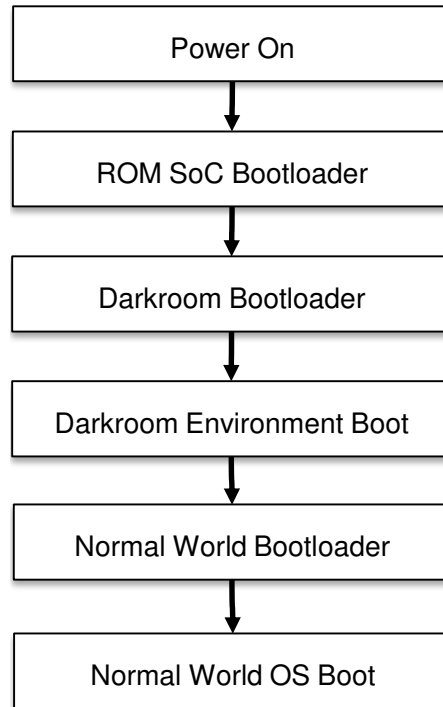 Power On
ROM SoC Bootloader
Darkroom Bootloader
Darkroom Environment Boot
Normal World Bootloader
Normal World OS Boot